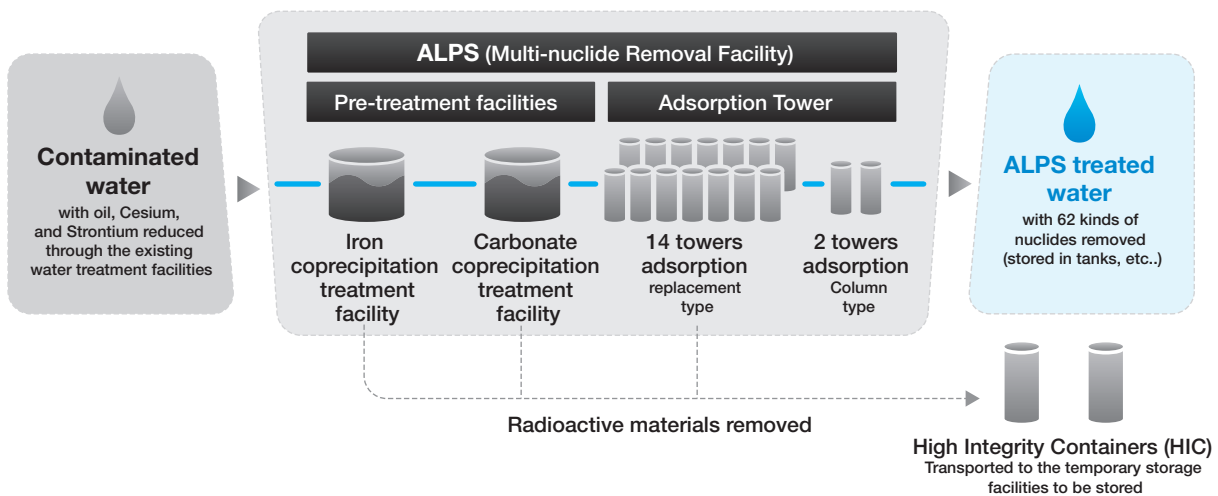 ALPS (Multi-nuclide Removal Facility)
Pre-treatment facilities
Adsorption Tower
Contaminated
water
with oil, Cesium,
and Strontium reduced
through the existing
water treatment facilities
Iron
coprecipitation
treatment
facility
Carbonate
coprecipitation
treatment
facility
14 towers
adsorption
replacement
type
2 towers
adsorption
Column
type
ALPS treated
water
with 62 kinds of
nuclides removed
(stored in tanks, etc..)
Radioactive materials removed
High Integrity Containers (HIC)
Transported to the temporary storage
facilities to be stored